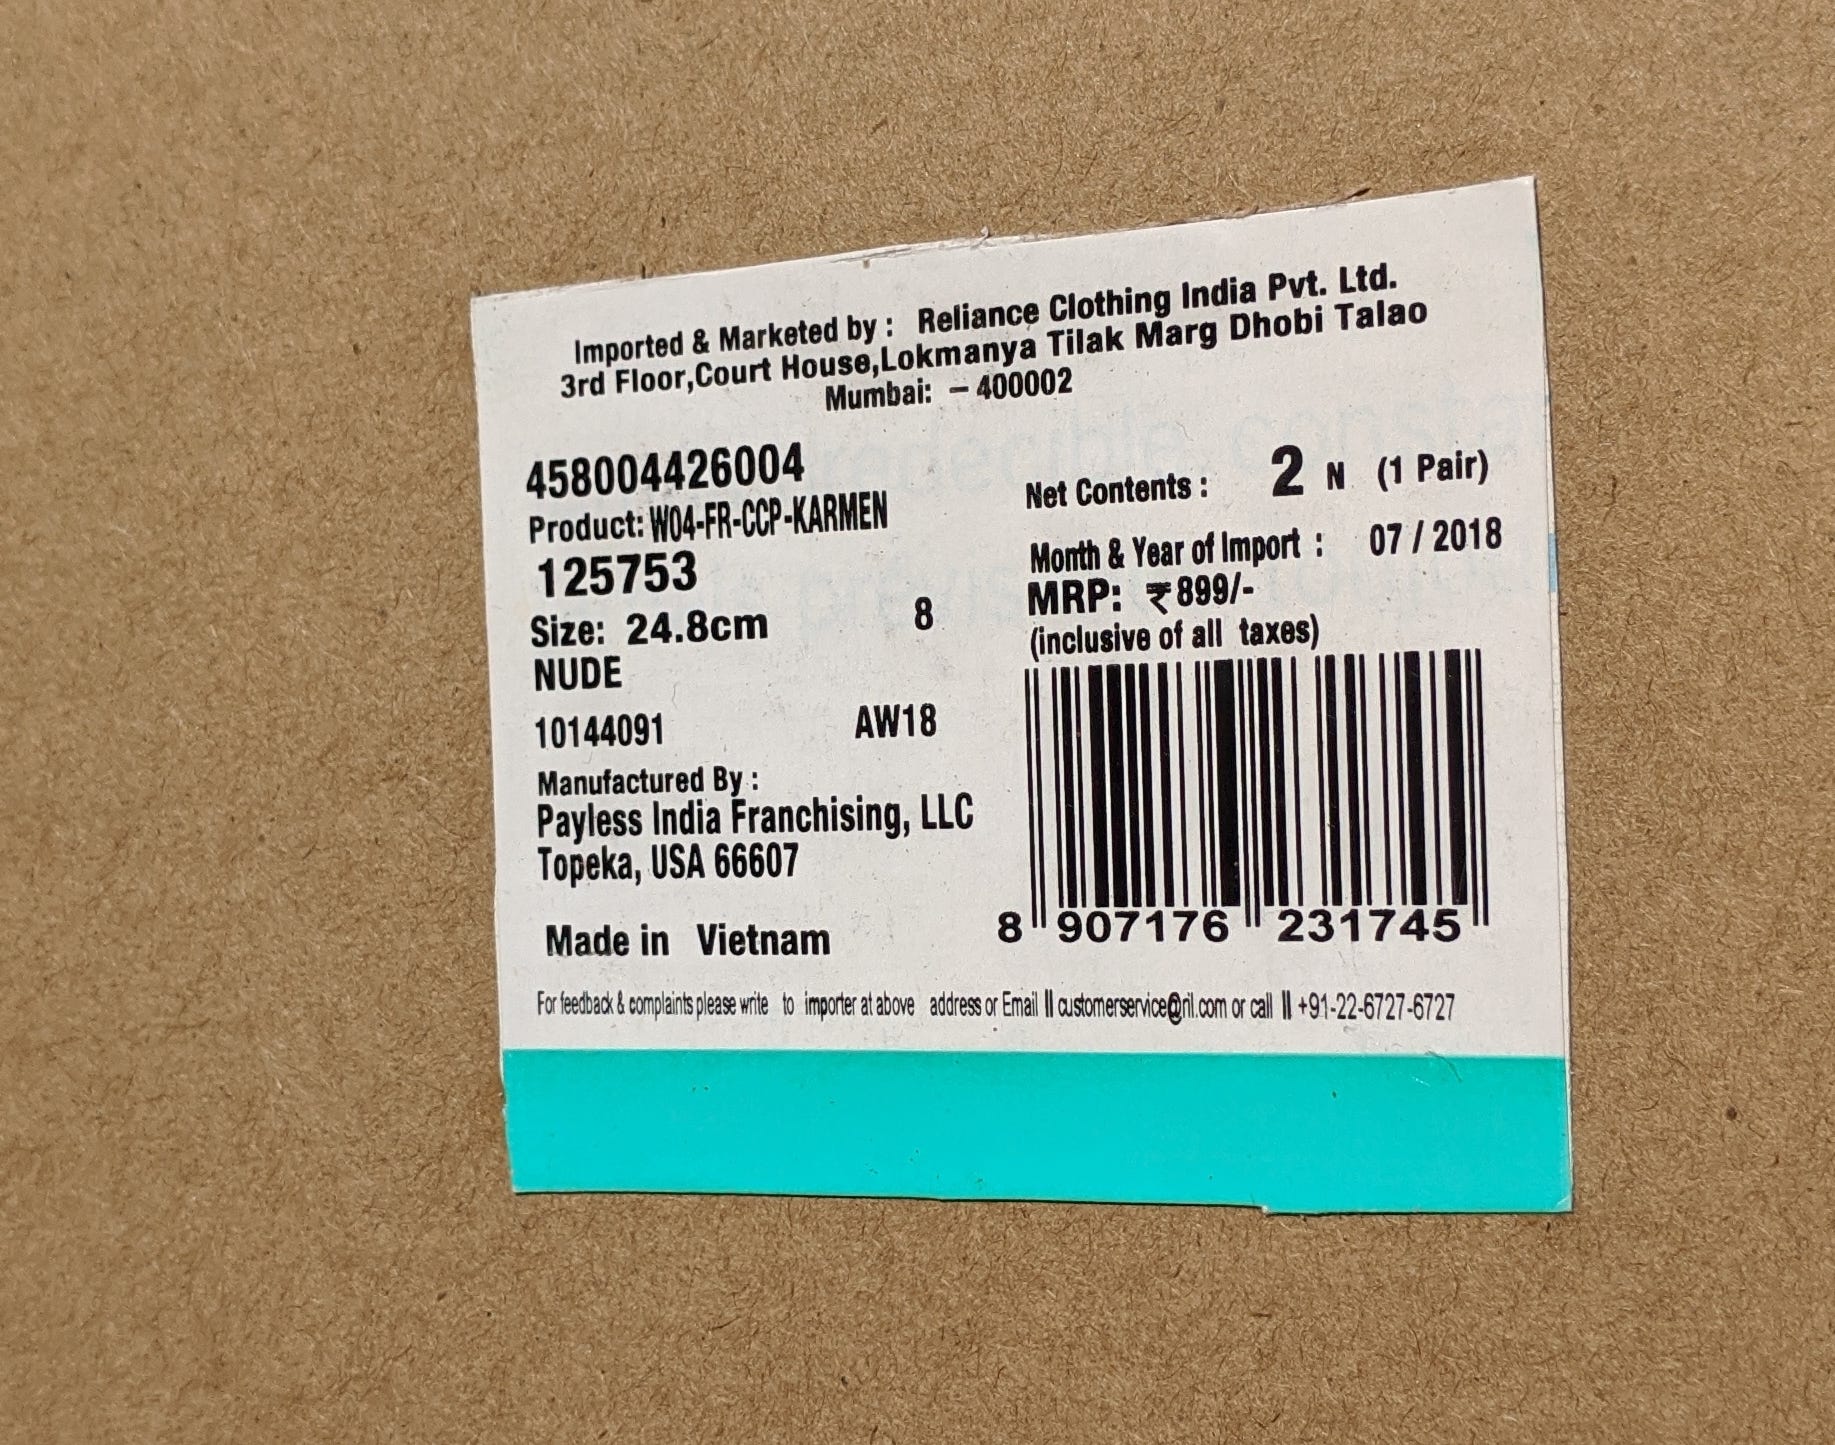 Imported & Marketed by : Reliance Clothing India Pvt. Ltd.
3rd Floor,Court House,Lokmanya Tilak Marg Dhobi Talao
Mumbai: – 400002
458004426004
Product: W04-FR-CCP-KARMEN
125753
Size: 24.8cm 8
NUDE
10144091 AW18
Manufactured By :
Payless India Franchising, LLC
Topeka, USA 66607
Made in Vietnam
Net Contents : 2 N (1 Pair)
Month & Year of Import : 07 / 2018
MRP: ₹899/-
(inclusive of all taxes)
8 907176 231745
For feedback & complaints please write to importer at above address or Email || customerservice@ril.com or call || +91-22-6727-6727